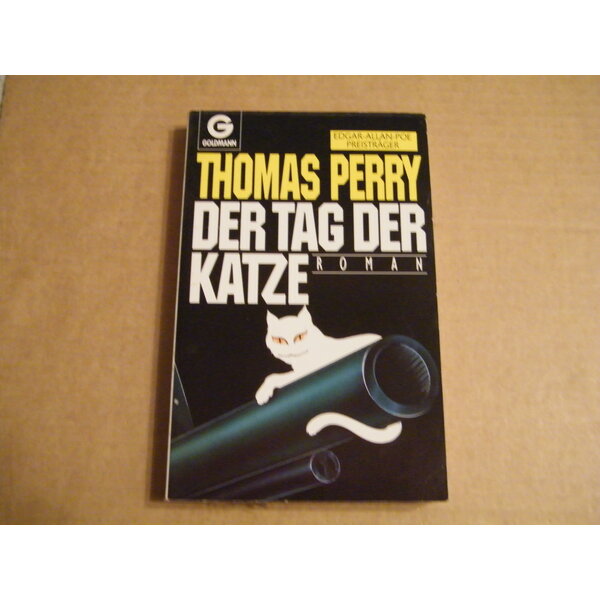 G
GOLDMANN
EDGAR-ALLAN-POE
PREISTRÄGER
THOMAS PERRY
DER TAG DER
KATZE
ROMAN